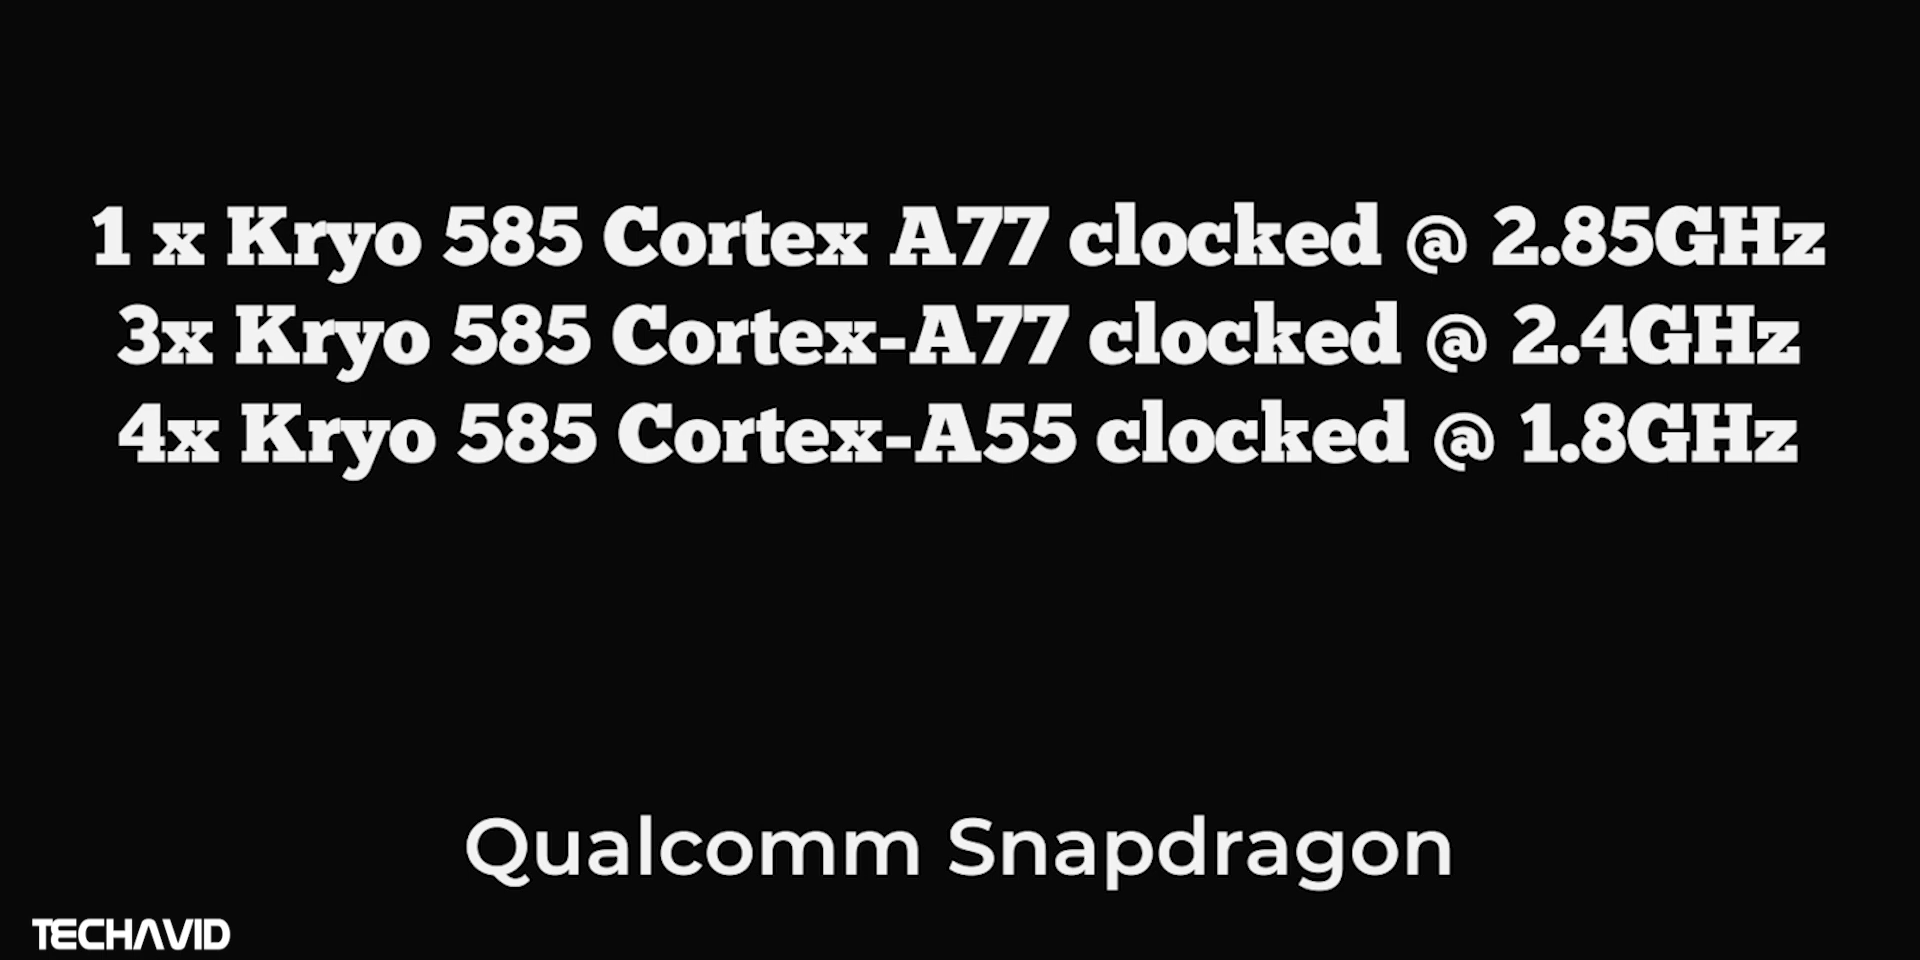 1 x Kryo 585 Cortex A77 clocked @ 2.85GHz
3x Kryo 585 Cortex-A77 clocked @ 2.4GHz
4x Kryo 585 Cortex-A55 clocked @ 1.8GHz
Qualcomm Snapdragon
TECHAVID